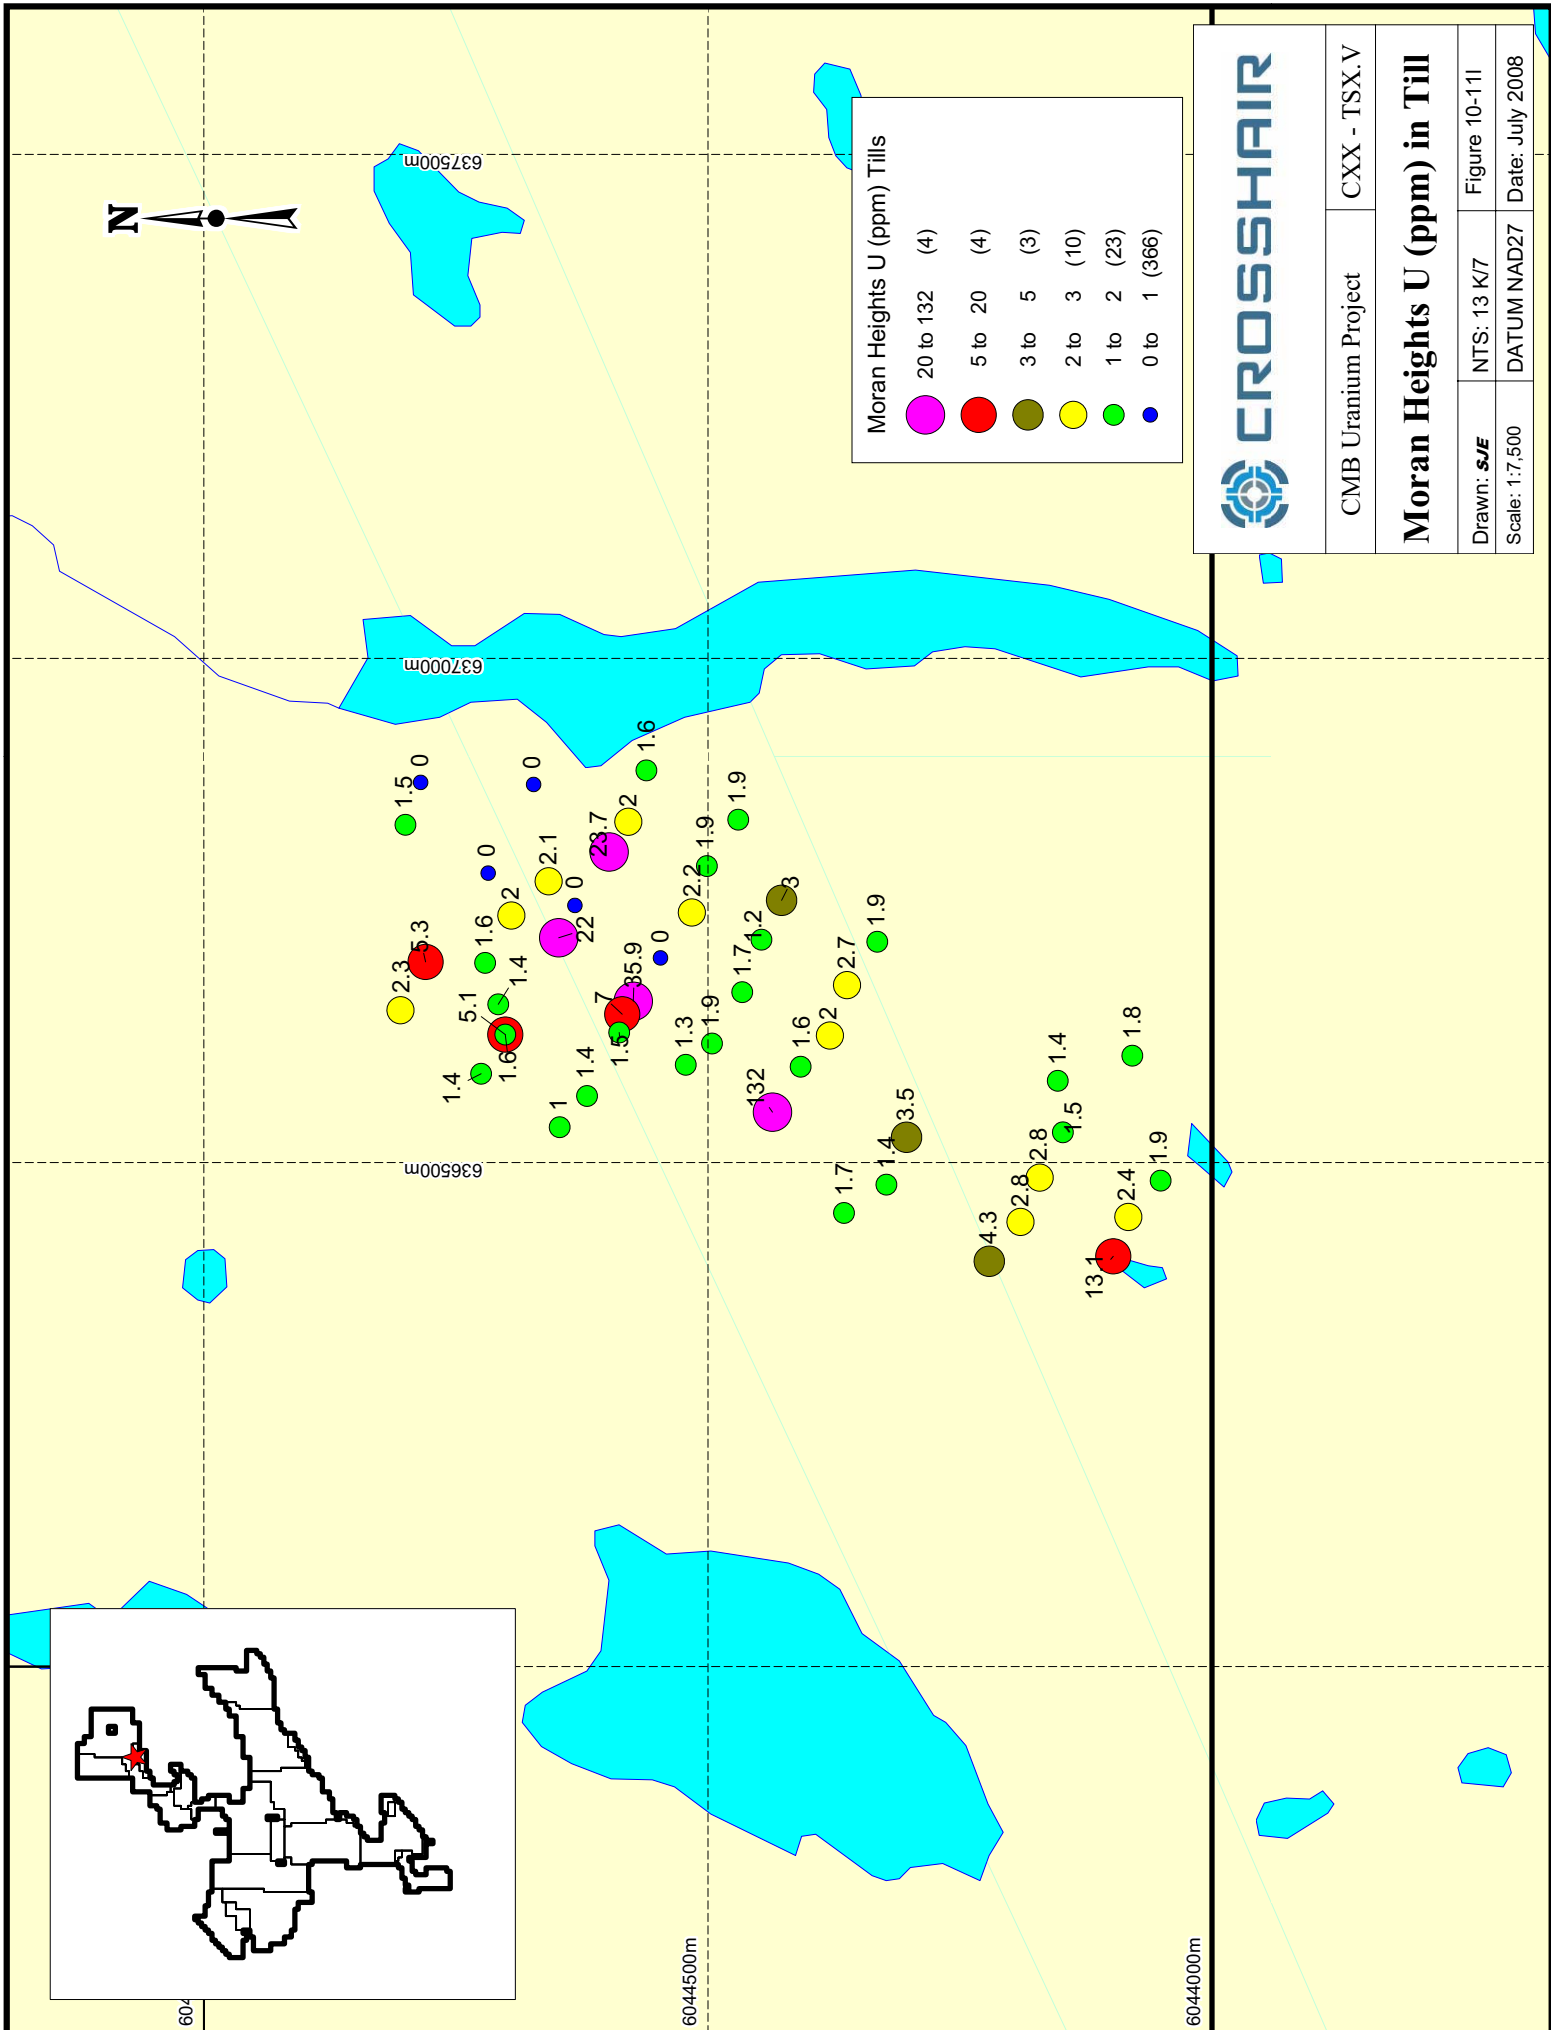 N
637500m
637000m
636500m
604
6044500m
6044000m
1.5
0
0
1.6
2
23.7
0
2.1
1.9
1.9
2
0
2.2
3
5.3
1.6
22
0
1.2
1.9
2.3
1.4
35.9
7
1.7
2.7
5.1
1.6
1.5
1.9
2
1.4
1.4
1.3
1.6
1
132
3.5
1.4
1.8
1.5
1.7
1.4
2.8
1.9
2.8
2.4
4.3
13.1
Moran Heights U (ppm) Tills
20 to 132 (4)
5 to 20 (4)
3 to 5 (3)
2 to 3 (10)
1 to 2 (23)
0 to 1 (366)
CROSSHAIR
CMB Uranium Project CXX - TSX.V
Moran Heights U (ppm) in Till
Drawn: SJE NTS: 13 K/7 Figure 10-11I
Scale: 1:7,500 DATUM NAD27 Date: July 2008